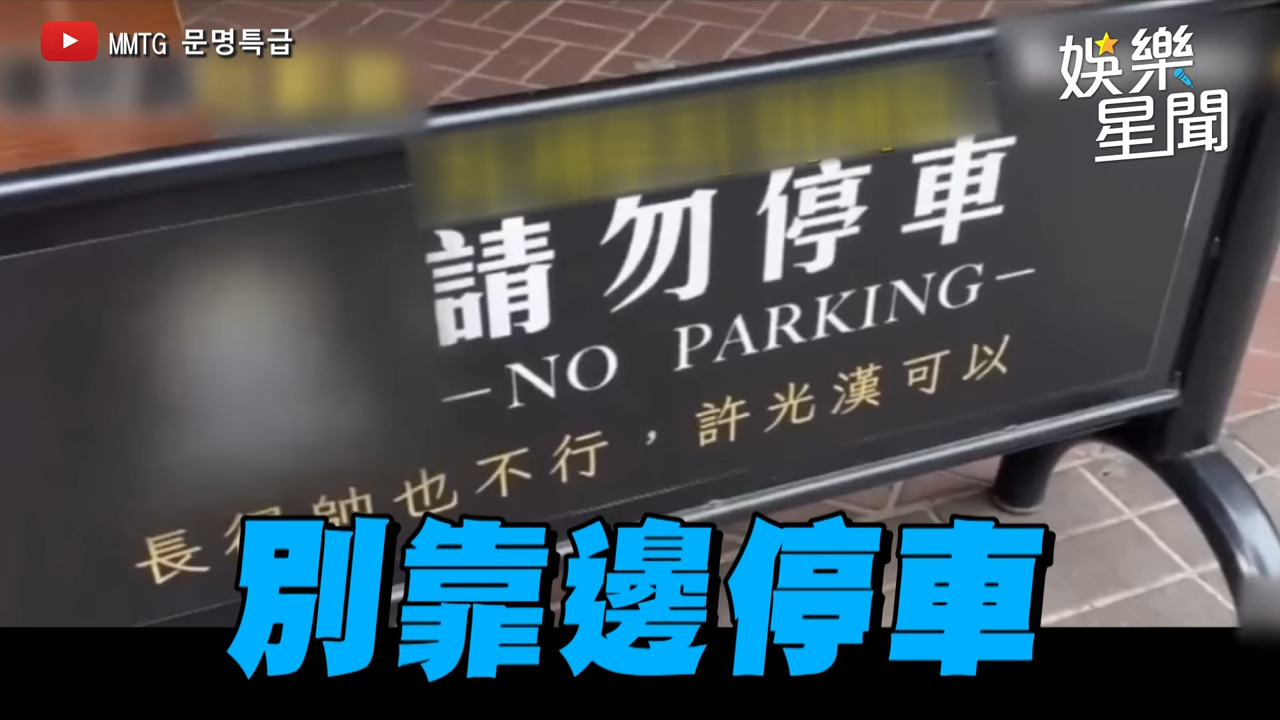 MMTG 문명특급
娛樂
星聞
請勿停車
NO PARKING
長得帥也不行，許光漢可以
別靠邊停車